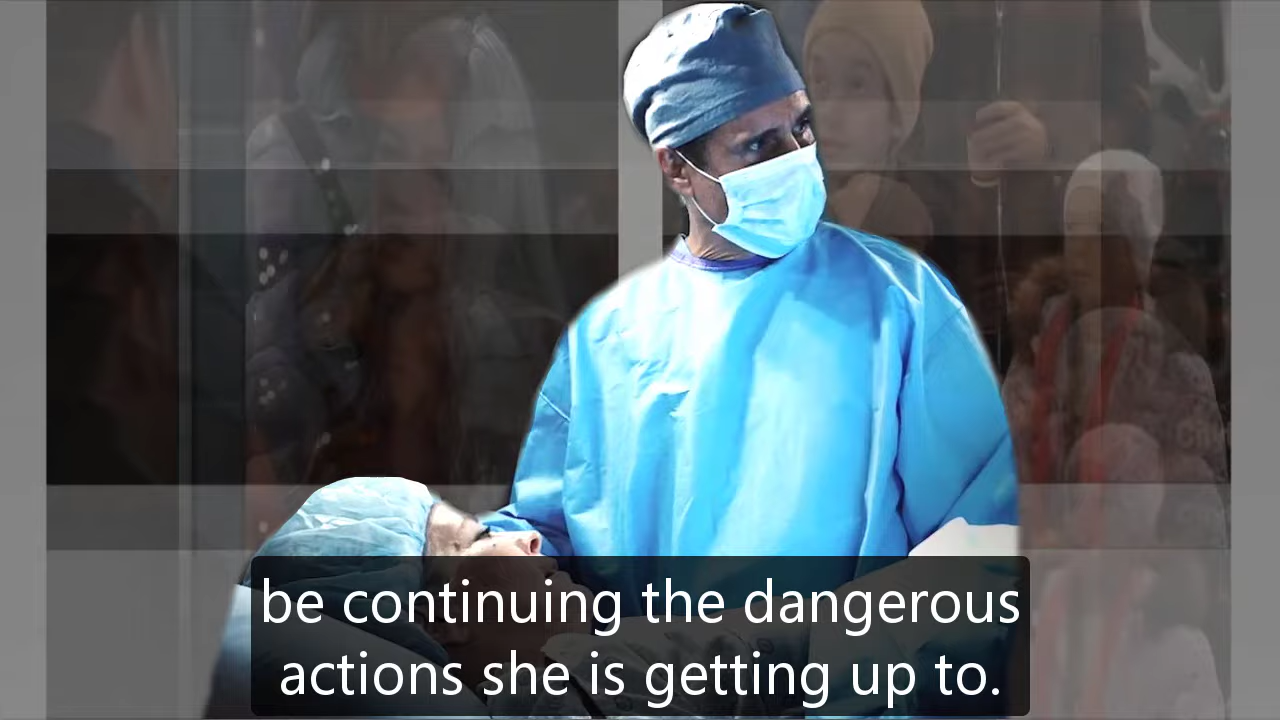 be continuing the dangerous
actions she is getting up to.